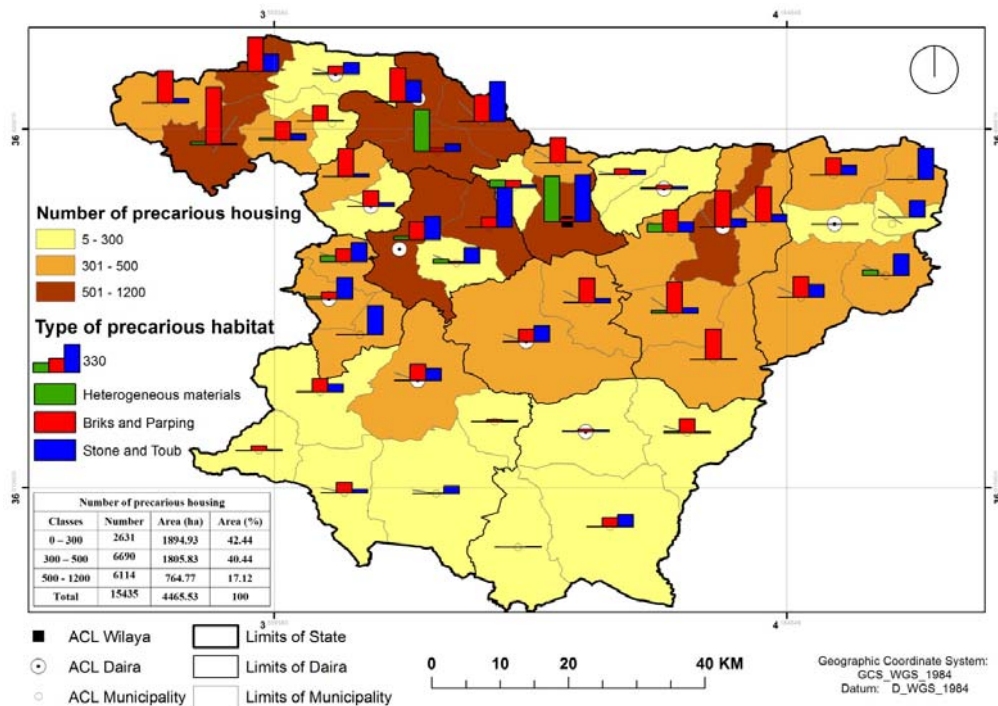 3
4
36
36
36
36
Number of precarious housing
5 - 300
301 - 500
501 - 1200
Type of precarious habitat
330
Heterogeneous materials
Briks and Parping
Stone and Toub
Number of precarious housing
Classes Number Area (ha) Area (%)
0 – 300 2631 1894.93 42.44
300 – 500 6690 1805.83 40.44
500 - 1200 6114 764.77 17.12
Total 15435 4465.53 100
3
4
ACL Wilaya Limits of State
ACL Daira Limits of Daira
ACL Municipality Limits of Municipality
0 10 20 40 KM
Geographic Coordinate System:
GCS_WGS_1984
Datum: D_WGS_1984